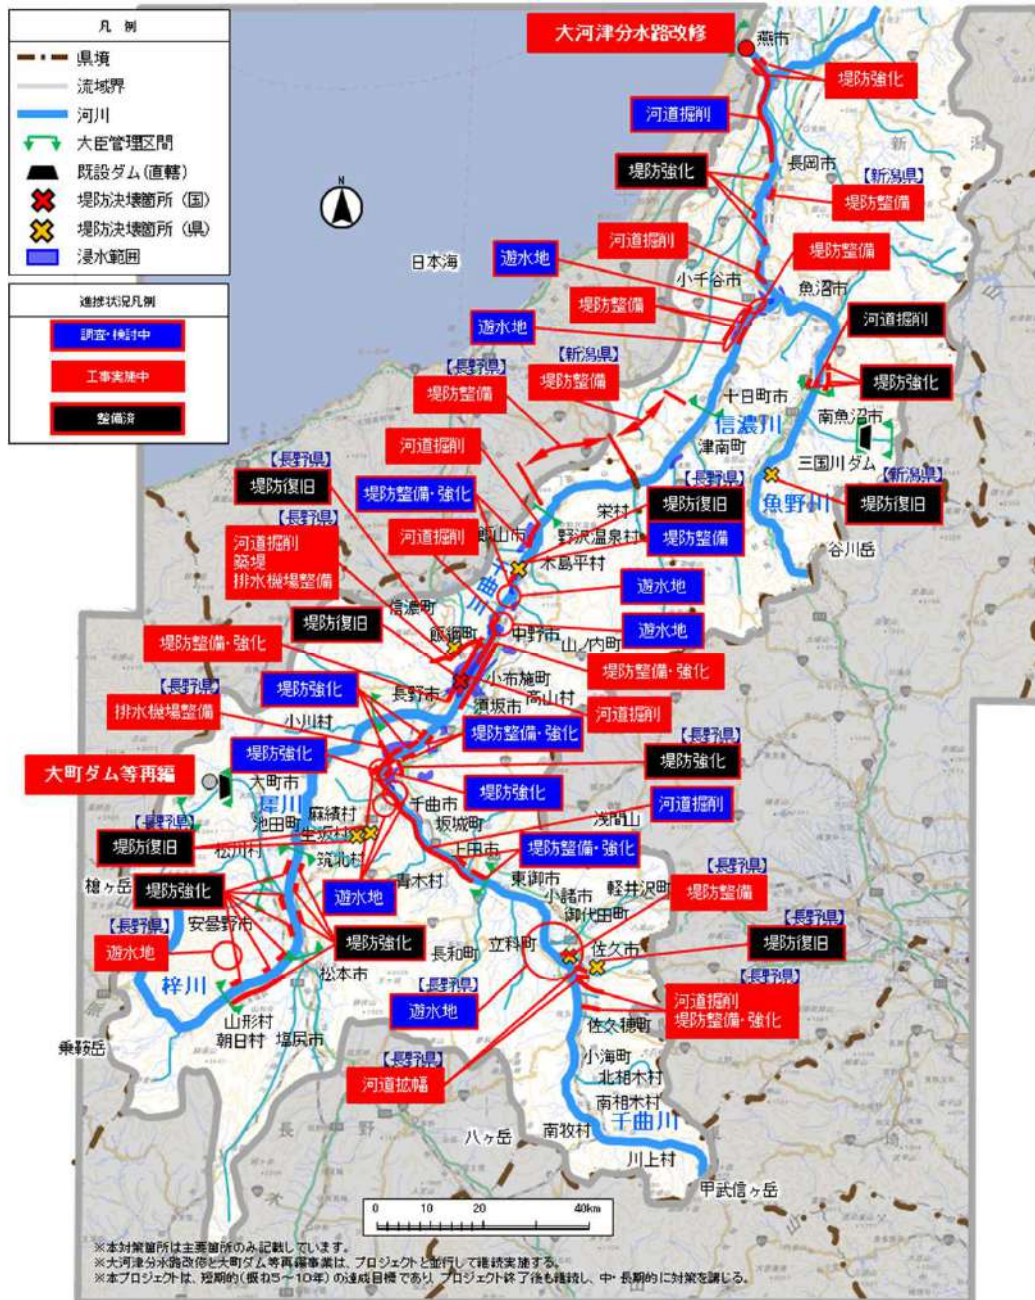 凡 例
県境
流域界
河川
大臣管理区間
既設ダム(直轄)
堤防決壊箇所(国)
堤防決壊箇所(県)
浸水範囲
進捗状況凡例
調査・検討中
工事実施中
整備済
N
大河津分水路改修
燕市
堤防強化
河道掘削
新
潟
長岡市
堤防強化
【新潟県】
堤防整備
河道掘削
堤防整備
日本海
遊水地
小千谷市
魚沼市
堤防整備
河道掘削
遊水地
【長野県】
堤防整備
【新潟県】
堤防整備
堤防強化
十日町市
信濃川
南魚沼市
津南町
三国川ダム
河道掘削
【長野県】
堤防復旧
堤防整備・強化
【長野県】
堤防復旧
堤防整備
魚野川
【新潟県】
堤防復旧
栄村
飯山市
野沢温泉村
谷川岳
【長野県】
河道掘削
築堤
排水機場整備
河道掘削
千曲川
木島平村
遊水地
信濃町
堤防復旧
飯綱町
中野市
山ノ内町
遊水地
堤防整備・強化
堤防整備・強化
小布施町
高山村
【長野県】
排水機場整備
堤防強化
長野市
須坂市
河道掘削
小川村
堤防整備・強化
堤防強化
【長野県】
堤防強化
大町ダム等再編
大町市
犀川
麻績村
千曲市
堤防強化
河道掘削
池田町
坂城町
浅間山
生坂村
【長野県】
堤防復旧
松川村
筑北村
上田市
堤防整備・強化
青木村
東御市
【長野県】
堤防整備
槍ヶ岳
堤防強化
遊水地
小諸市
軽井沢町
御代田町
安曇野市
堤防強化
【長野県】
堤防復旧
【長野県】
遊水地
長和町
立科町
佐久市
松本市
梓川
【長野県】
遊水地
【長野県】
河道掘削
堤防整備・強化
山形村
朝日村
塩尻市
佐久穂町
乗鞍岳
【長野県】
河道拡幅
小海町
北相木村
南相木村
長
野
八ヶ岳
南牧村
千曲川
埼
川上村
甲武信ヶ岳
0 10 20 40km
※本対策箇所は主要箇所のみ記載しています。
※大河津分水路改修と大町ダム等再編事業は、プロジェクトと並行して継続実施する。
※本プロジェクトは、短期的(概ね5~10年)の達成目標であり、プロジェクト終了後も継続し、中・長期的に対策を講じる。